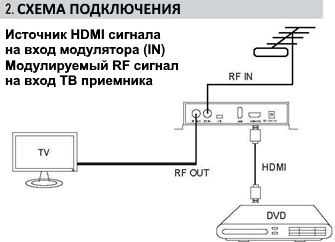 2. СХЕМА ПОДКЛЮЧЕНИЯ
Источник HDMI сигнала
на вход модулятора (IN)
Модулируемый RF сигнал
на вход ТВ приемника
RF IN
TV
RF OUT
HDMI
DVD